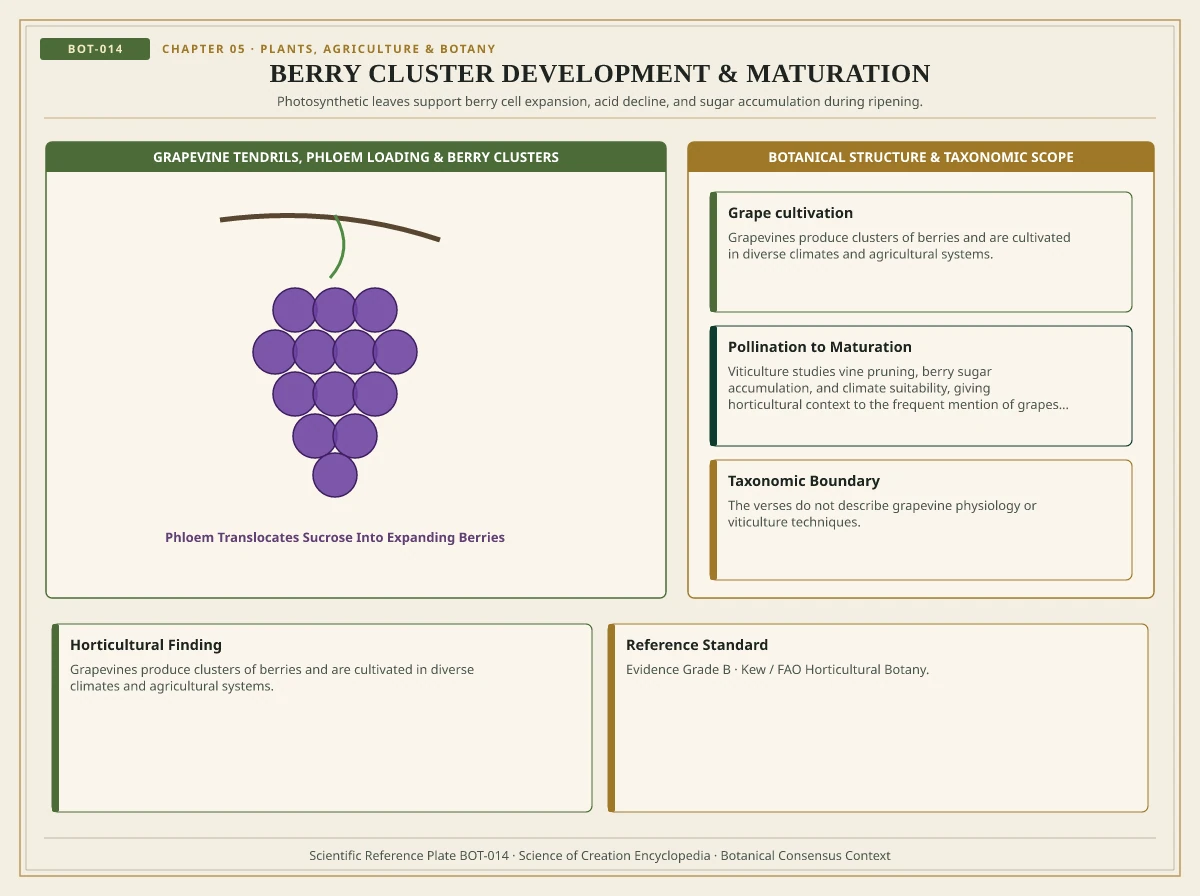 BOT-014
CHAPTER 05 · PLANTS, AGRICULTURE & BOTANY
BERRY CLUSTER DEVELOPMENT & MATURATION
Photosynthetic leaves support berry cell expansion, acid decline, and sugar accumulation during ripening.
GRAPEVINE TENDRILS, PHLOEM LOADING & BERRY CLUSTERS
Phloem Translocates Sucrose Into Expanding Berries
BOTANICAL STRUCTURE & TAXONOMIC SCOPE
Grape cultivation
Grapevines produce clusters of berries and are cultivated
in diverse climates and agricultural systems.
Pollination to Maturation
Viticulture studies vine pruning, berry sugar
accumulation, and climate suitability, giving
horticultural context to the frequent mention of grapes...
Taxonomic Boundary
The verses do not describe grapevine physiology or
viticulture techniques.
Horticultural Finding
Grapevines produce clusters of berries and are cultivated in diverse
climates and agricultural systems.
Reference Standard
Evidence Grade B · Kew / FAO Horticultural Botany.
Scientific Reference Plate BOT-014 · Science of Creation Encyclopedia · Botanical Consensus Context